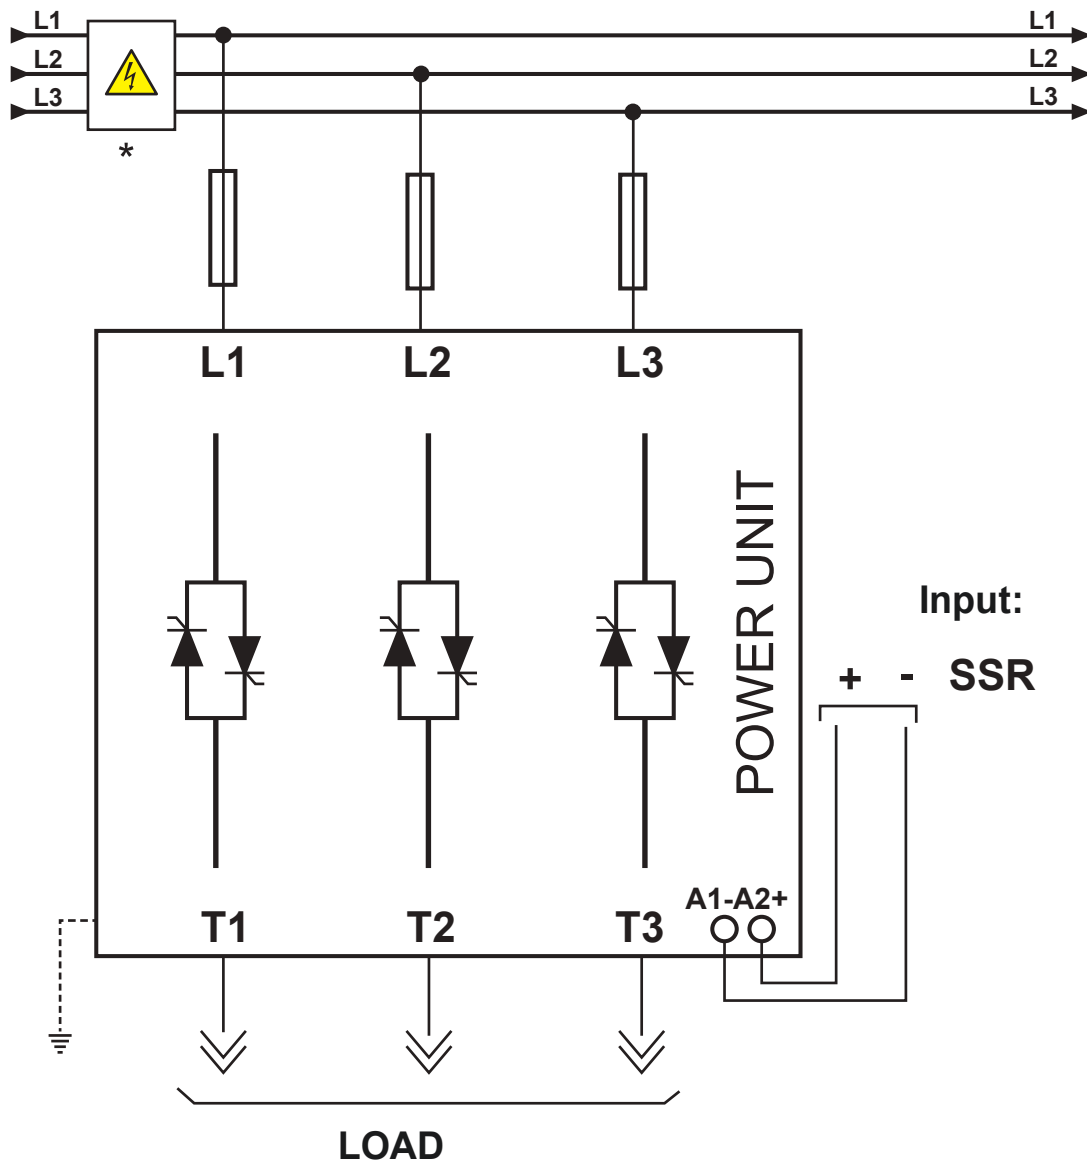 L1 L1
L2 L2
L3 L3
*
L1 L2 L3
POWER UNIT
Input:
+ - SSR
A1-A2+
T1 T2 T3
LOAD